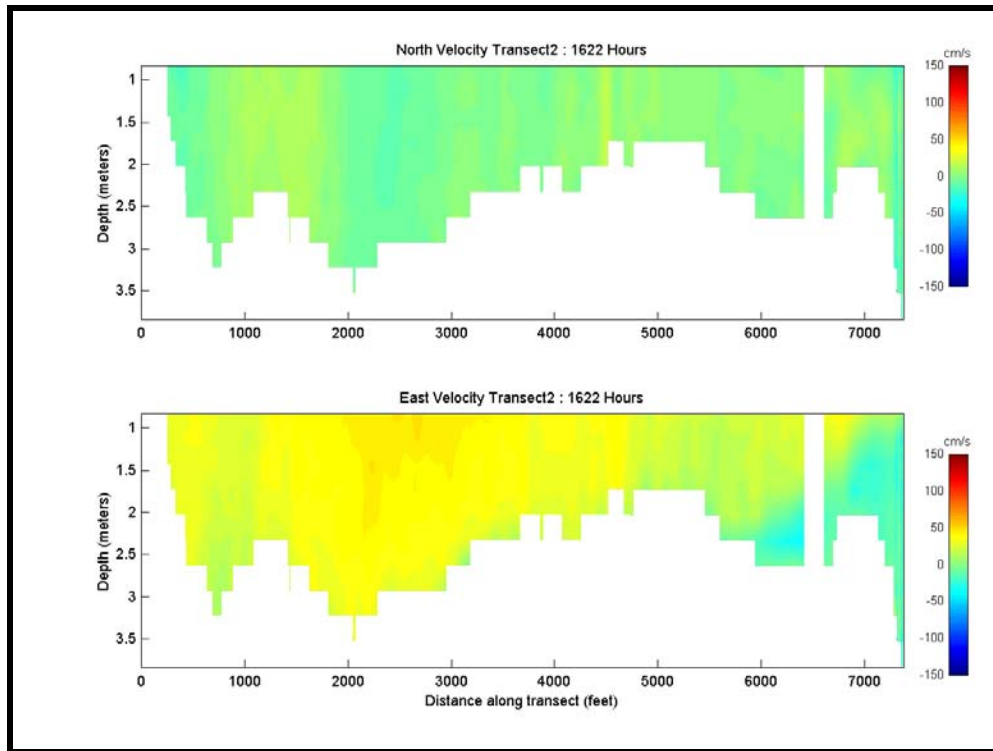 North Velocity Transect2 : 1622 Hours
cm/s
150
100
50
0
-50
-100
-150
Depth (meters)
1
1.5
2
2.5
3
3.5
0 1000 2000 3000 4000 5000 6000 7000
East Velocity Transect2 : 1622 Hours
cm/s
150
100
50
0
-50
-100
-150
Depth (meters)
1
1.5
2
2.5
3
3.5
0 1000 2000 3000 4000 5000 6000 7000
Distance along transect (feet)